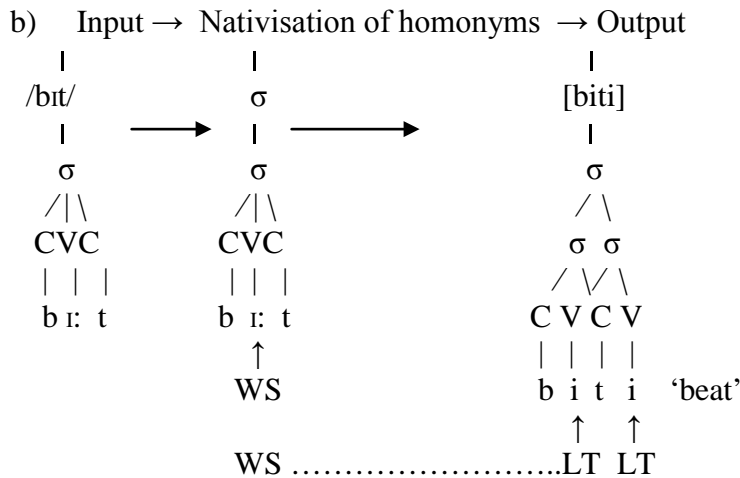 b) Input → Nativisation of homonyms → Output
/bɪt/ σ [biti]
σ σ σ
CVC CVC σ σ
b ɪ: t b ɪ: t C V C V
WS b i t i ‘beat’
WS ……………………..LT LT